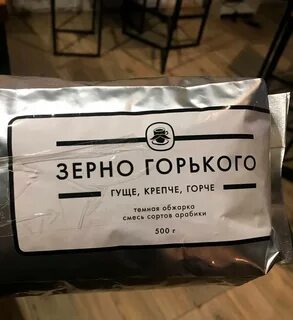 ЗЕРНО ГОРЬКОГО
ГУЩЕ, КРЕПЧЕ, ГОРЧЕ
темная обжарка
смесь сортов арабики
500 г